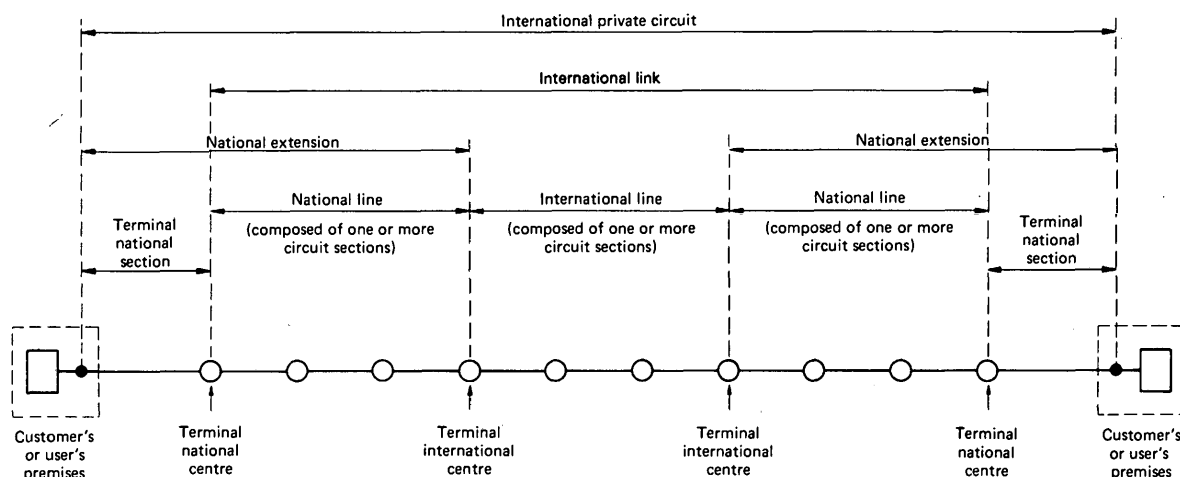 International private circuit
International link
National extension
National extension
National line
(composed of one or more
circuit sections)
International line
(composed of one or more
circuit sections)
National line
(composed of one or more
circuit sections)
Terminal
national
section
Terminal
national
section
Customer's
or user's
premises
Terminal
national
centre
Terminal
international
centre
Terminal
international
centre
Terminal
national
centre
Customer's
or user's
premises